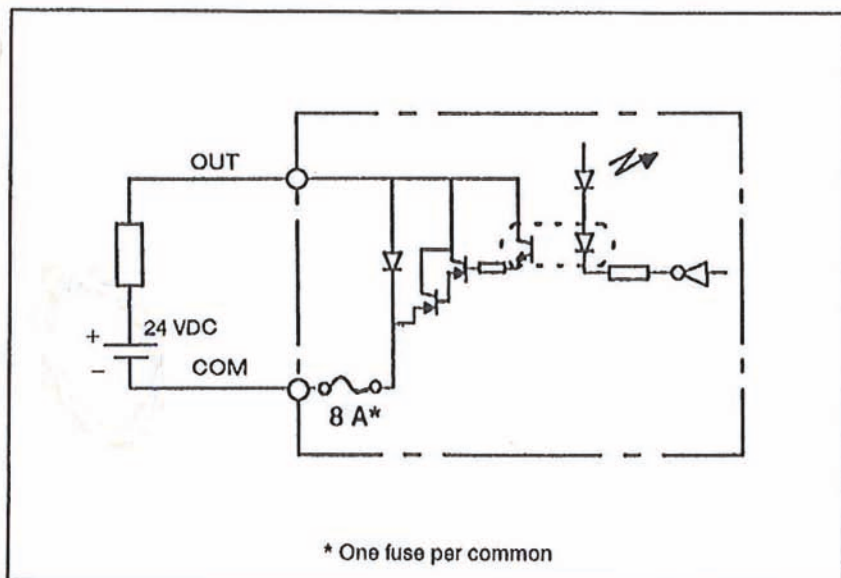 OUT
+
24 VDC
−
COM
8 A*
* One fuse per common